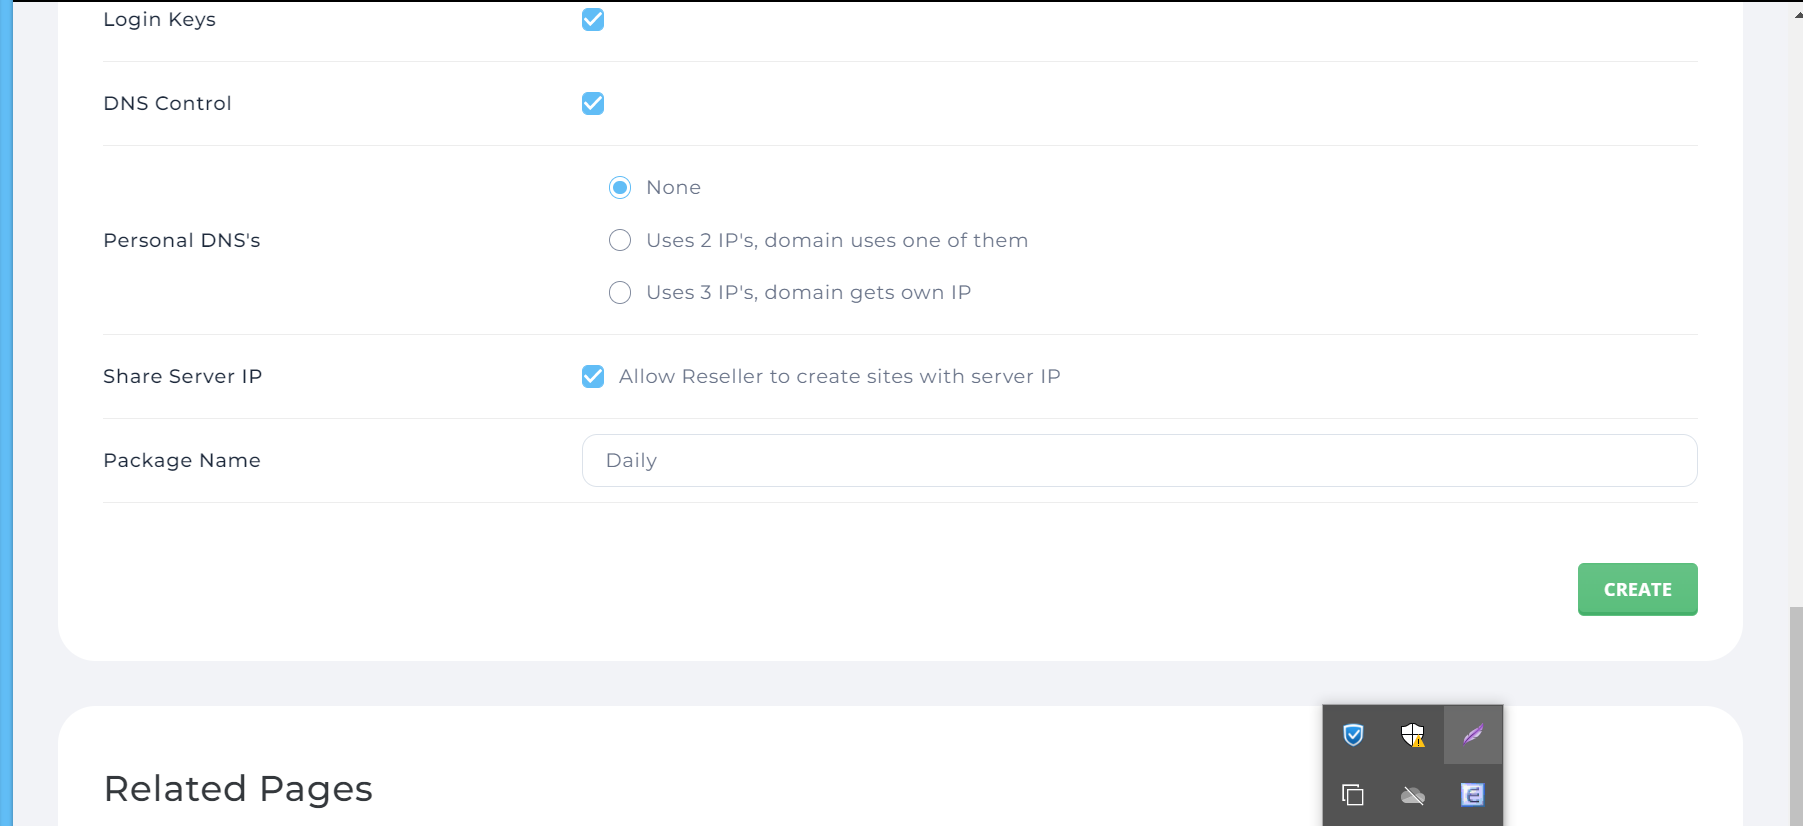 Login Keys
DNS Control
None
Personal DNS's
Uses 2 IP's, domain uses one of them
Uses 3 IP's, domain gets own IP
Share Server IP
Allow Reseller to create sites with server IP
Package Name
Daily
CREATE
Related Pages